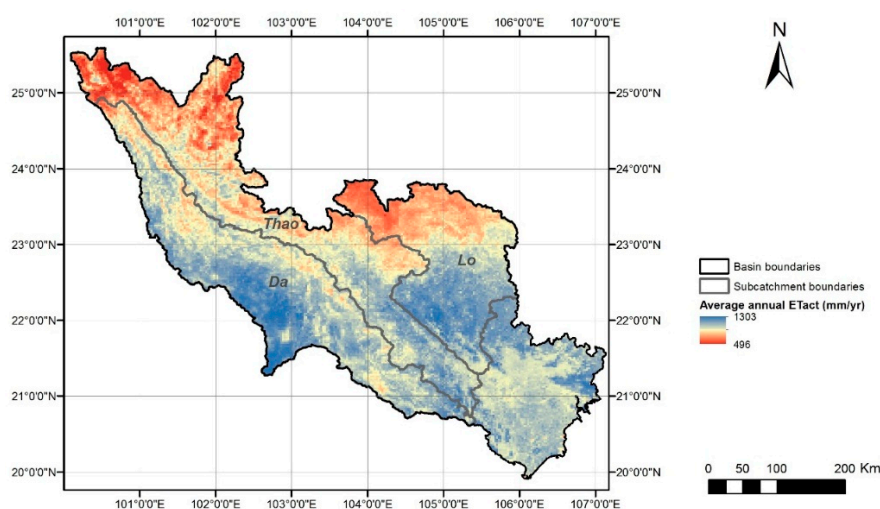 101°0'0"E 102°0'0"E 103°0'0"E 104°0'0"E 105°0'0"E 106°0'0"E 107°0'0"E
N
25°0'0"N 25°0'0"N
24°0'0"N 24°0'0"N
23°0'0"N 23°0'0"N
22°0'0"N 22°0'0"N
21°0'0"N 21°0'0"N
20°0'0"N 20°0'0"N
Thao
Lo
Da
101°0'0"E 102°0'0"E 103°0'0"E 104°0'0"E 105°0'0"E 106°0'0"E 107°0'0"E
Basin boundaries
Subcatchment boundaries
Average annual ETact (mm/yr)
1303
496
0 50 100 200 Km